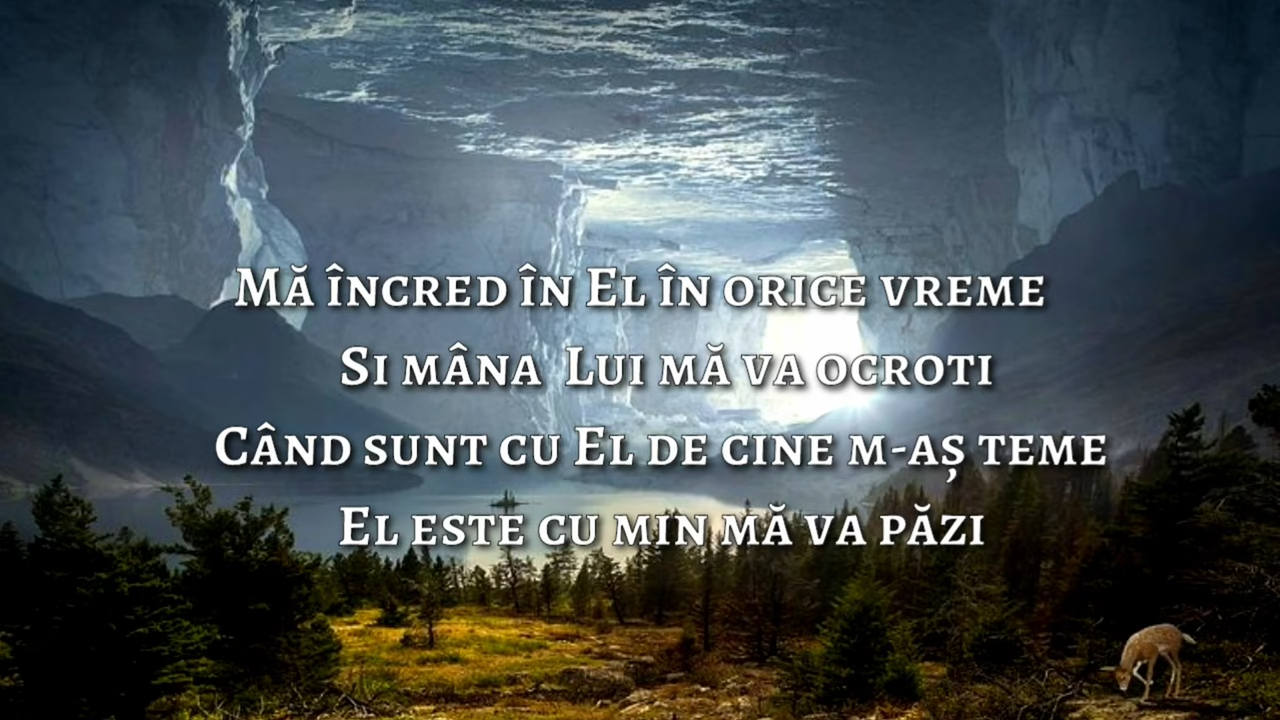 Mă încred în El în orice vreme
Si mâna Lui mă va ocroti
Când sunt cu El de cine m-aș teme
El este cu min mă va păzi